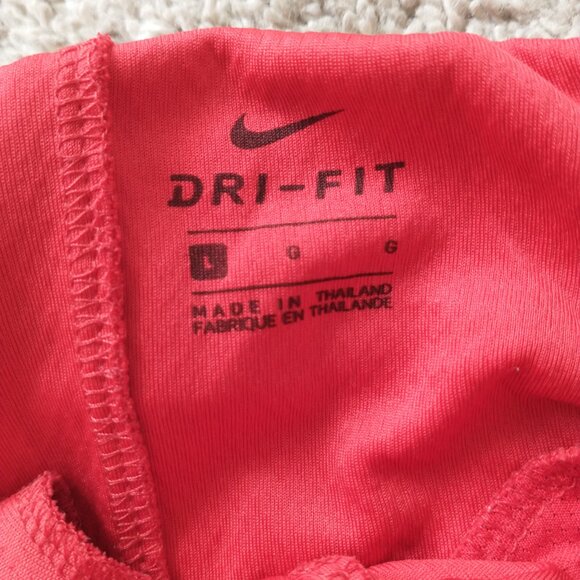 DRI-FIT
L G G
MADE IN THAILAND
FABRIQUE EN THAILANDE